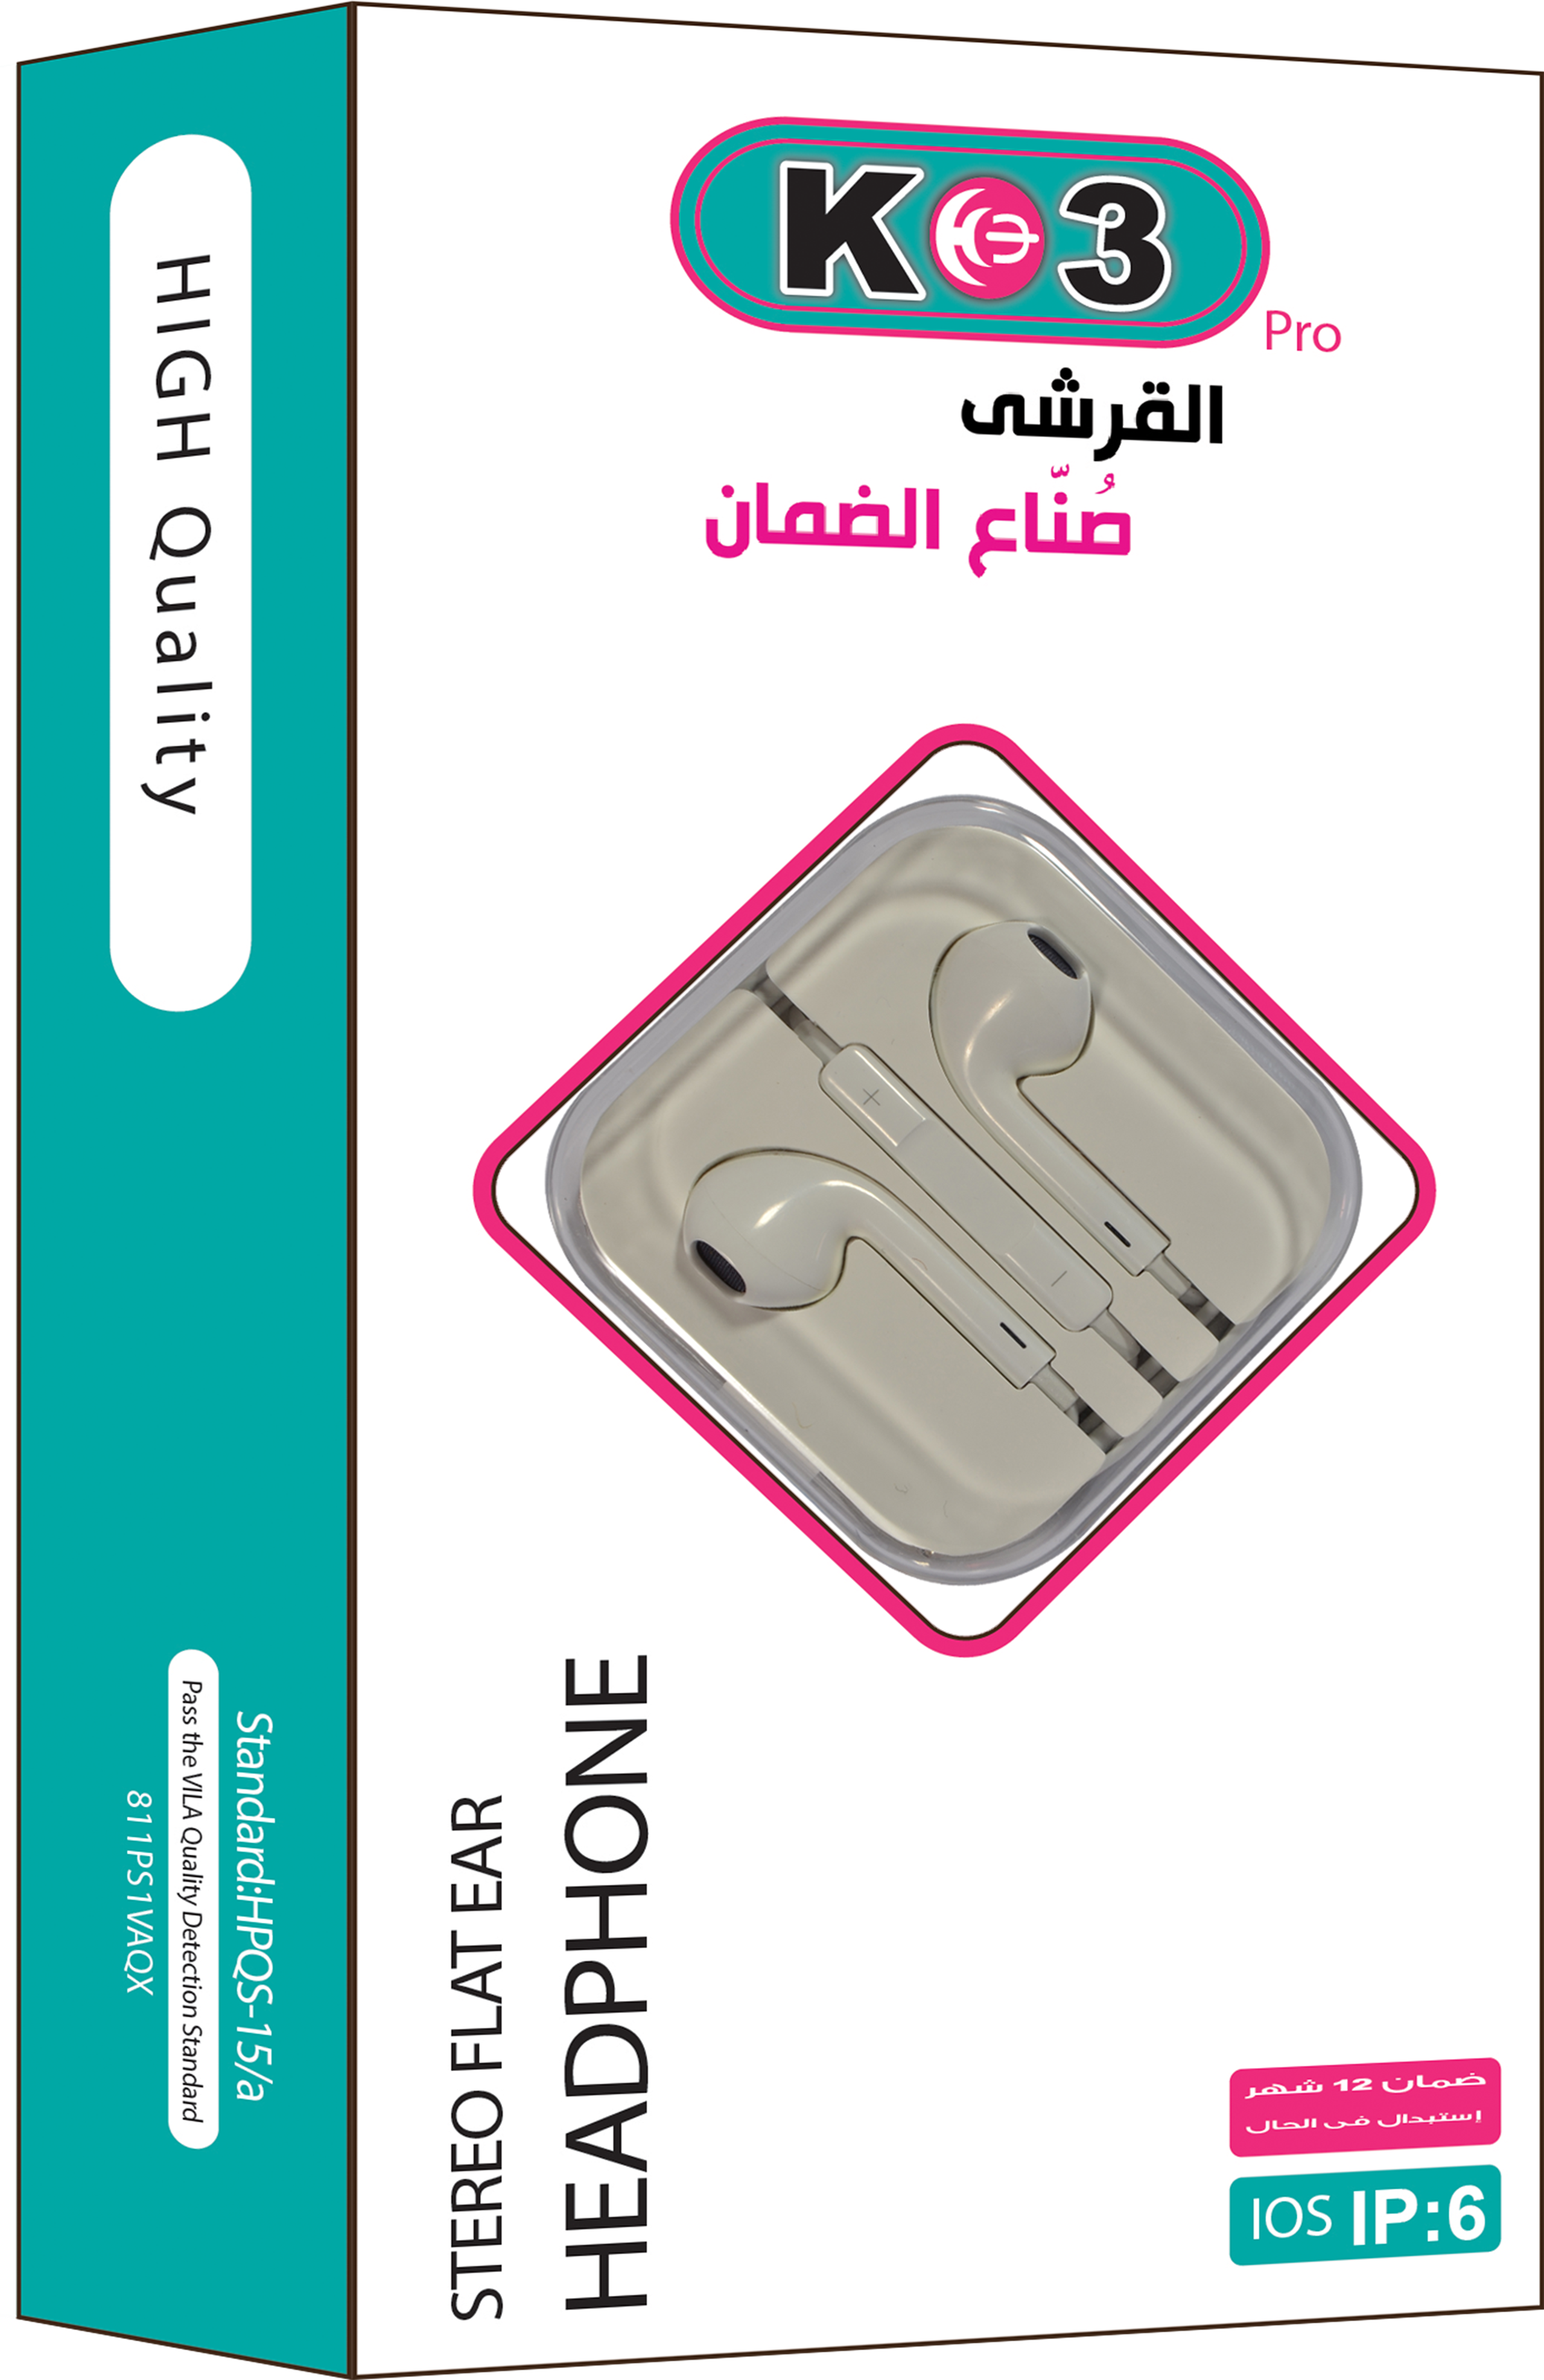 K 3
Pro
القرشى
صُنّاع الضمان
HIGH Quality
Standard:HPQS-15/a
Pass the VILA Quality Detection Standard
811PS1VAQX
STEREO FLAT EAR
HEADPHONE
+
−
ضمان 12 شهر
إستبدال فى الحال
IOS IP:6